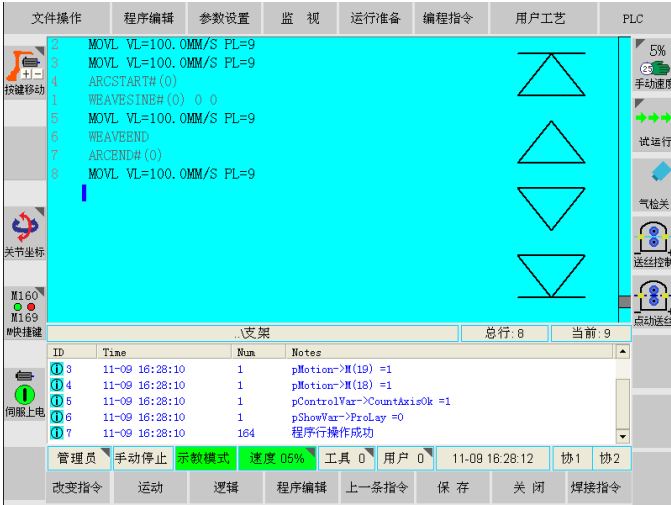 文件操作 程序编辑 参数设置 监 视 运行准备 编程指令 用户工艺 PLC
2 MOVL VL=100.0MM/S PL=9
3 MOVL VL=100.0MM/S PL=9
4 ARCSTART#(0)
1 WEAVESINE#(0) 0 0
5 MOVL VL=100.0MM/S PL=9
6 WEAVEEND
7 ARCEND#(0)
8 MOVL VL=100.0MM/S PL=9
+ -
按键移动
关节坐标
M160
M169
M快捷键
伺服上电
5%
25
手动速度
试运行
气检关
送丝控制
点动送丝
..\支架 总行: 8 当前: 9
ID Time Num Notes
3 11-09 16:28:10 1 pMotion->M(19) =1
4 11-09 16:28:10 1 pMotion->M(18) =1
5 11-09 16:28:10 1 pControlVar->CountAxisOk =1
6 11-09 16:28:10 1 pShowVar->ProLay =0
7 11-09 16:28:10 164 程序行操作成功
管理员 手动停止 示教模式 速度 05% 工具 0 用户 0 11-09 16:28:12 协1 协2
改变指令 运动 逻辑 程序编辑 上一条指令 保 存 关 闭 焊接指令